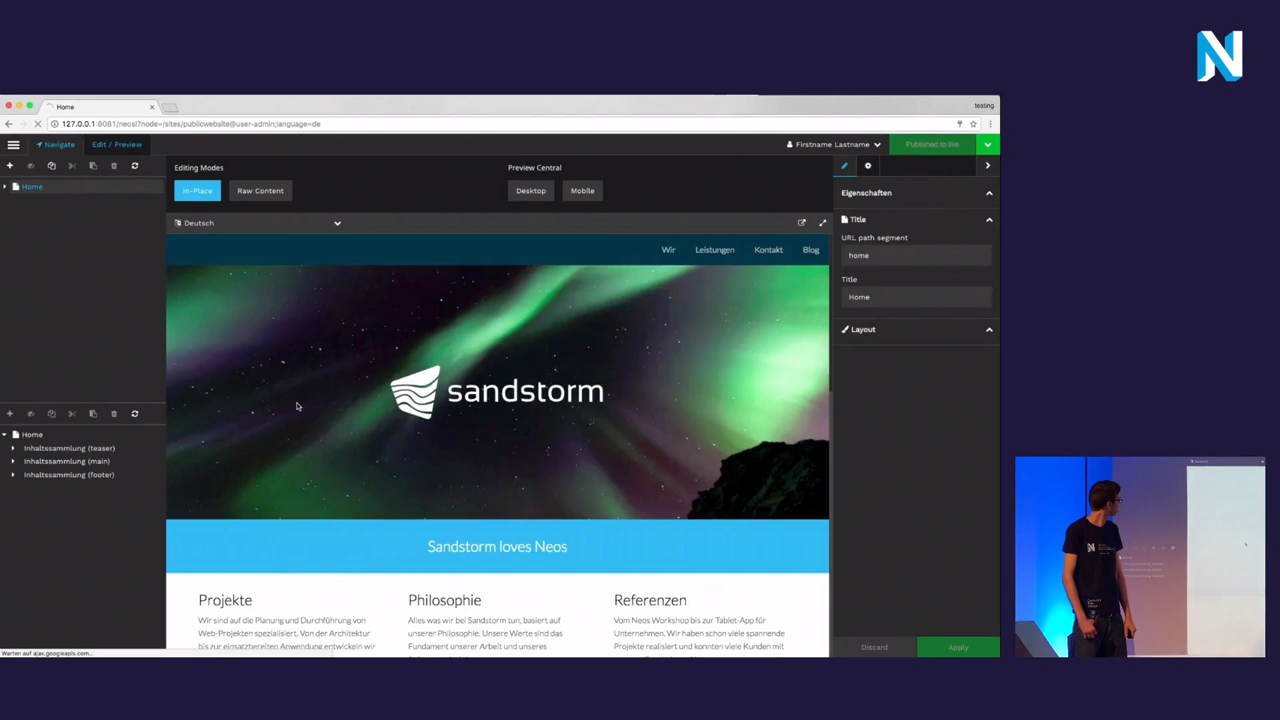 Home
testing
127.0.0.1:8081/neos!?node=/sites/publicwebsite@user-admin;language=de
Navigate
Edit / Preview
Firstname Lastname
Published to live
Home
Editing Modes
In-Place
Raw Content
Preview Central
Desktop
Mobile
Deutsch
Eigenschaften
Title
URL path segment
home
Title
Home
Layout
Wir
Leistungen
Kontakt
Blog
sandstorm
Sandstorm loves Neos
Home
Inhaltssammlung (teaser)
Inhaltssammlung (main)
Inhaltssammlung (footer)
Projekte
Wir sind auf die Planung und Durchführung von
Web-Projekten spezialisiert. Von der Architektur
bis zur einsatzbereiten Anwendung entwickeln wir
Philosophie
Alles was wir bei Sandstorm tun, basiert auf
unserer Philosophie. Unsere Werte sind das
Fundament unserer Arbeit und unseres
Referenzen
Vom Neos Workshop bis zur Tablet-App für
Unternehmen. Wir haben schon viele spannende
Projekte realisiert und konnten viele Kunden mit
Discard
Apply
Warten auf ajax.googleapis.com...